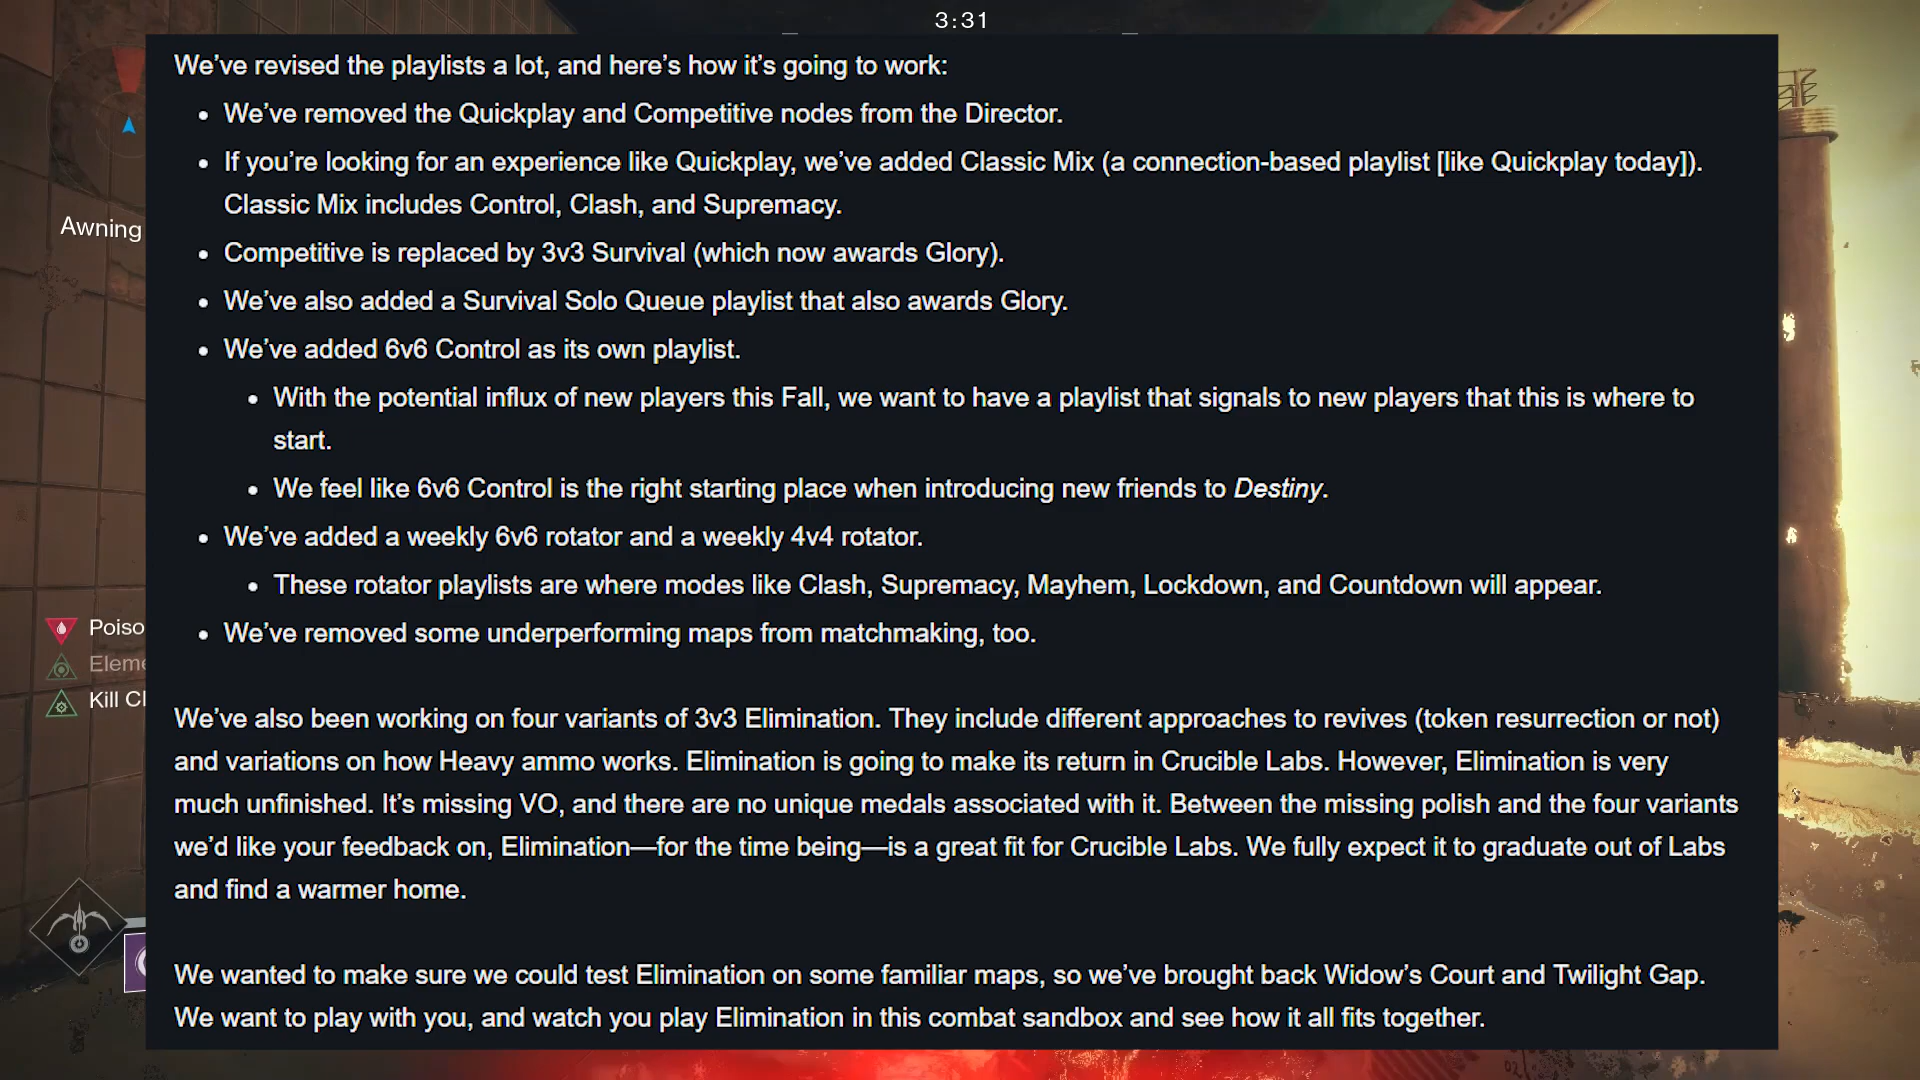 3:31
We’ve revised the playlists a lot, and here’s how it’s going to work:
• We’ve removed the Quickplay and Competitive nodes from the Director.
• If you’re looking for an experience like Quickplay, we’ve added Classic Mix (a connection-based playlist [like Quickplay today]).
Classic Mix includes Control, Clash, and Supremacy.
Awning
• Competitive is replaced by 3v3 Survival (which now awards Glory).
• We’ve also added a Survival Solo Queue playlist that also awards Glory.
• We’ve added 6v6 Control as its own playlist.
• With the potential influx of new players this Fall, we want to have a playlist that signals to new players that this is where to
start.
• We feel like 6v6 Control is the right starting place when introducing new friends to Destiny.
• We’ve added a weekly 6v6 rotator and a weekly 4v4 rotator.
• These rotator playlists are where modes like Clash, Supremacy, Mayhem, Lockdown, and Countdown will appear.
• We’ve removed some underperforming maps from matchmaking, too.
Poiso
Eleme
Kill Cl
We’ve also been working on four variants of 3v3 Elimination. They include different approaches to revives (token resurrection or not)
and variations on how Heavy ammo works. Elimination is going to make its return in Crucible Labs. However, Elimination is very
much unfinished. It’s missing VO, and there are no unique medals associated with it. Between the missing polish and the four variants
we’d like your feedback on, Elimination—for the time being—is a great fit for Crucible Labs. We fully expect it to graduate out of Labs
and find a warmer home.
We wanted to make sure we could test Elimination on some familiar maps, so we’ve brought back Widow’s Court and Twilight Gap.
We want to play with you, and watch you play Elimination in this combat sandbox and see how it all fits together.